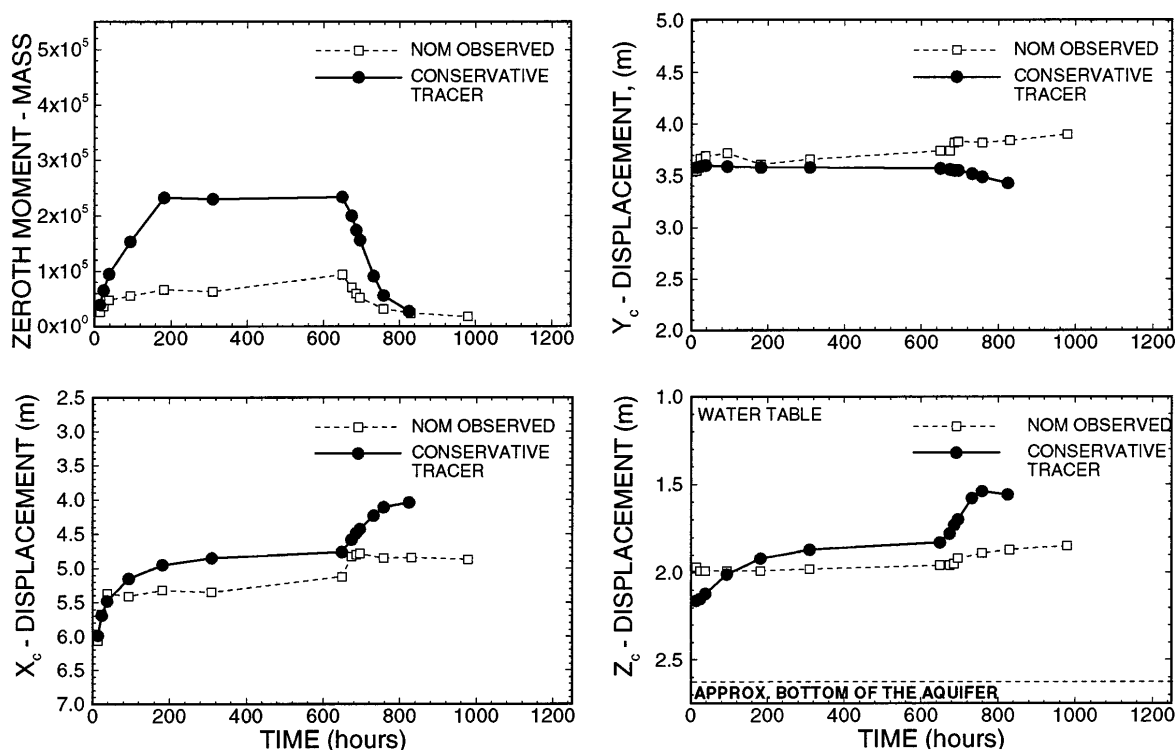 ZEROTH MOMENT - MASS
5x10⁵
4x10⁵
3x10⁵
2x10⁵
1x10⁵
0x10⁰
0 200 400 600 800 1000 1200
NOM OBSERVED
CONSERVATIVE
TRACER
Y_c - DISPLACEMENT, (m)
5.0
4.5
4.0
3.5
3.0
2.5
2.0
0 200 400 600 800 1000 1200
NOM OBSERVED
CONSERVATIVE
TRACER
X_c - DISPLACEMENT (m)
2.5
3.0
3.5
4.0
4.5
5.0
5.5
6.0
6.5
7.0
0 200 400 600 800 1000 1200
TIME (hours)
NOM OBSERVED
CONSERVATIVE
TRACER
Z_c - DISPLACEMENT (m)
1.0
1.5
2.0
2.5
0 200 400 600 800 1000 1200
TIME (hours)
WATER TABLE
NOM OBSERVED
CONSERVATIVE
TRACER
APPROX. BOTTOM OF THE AQUIFER